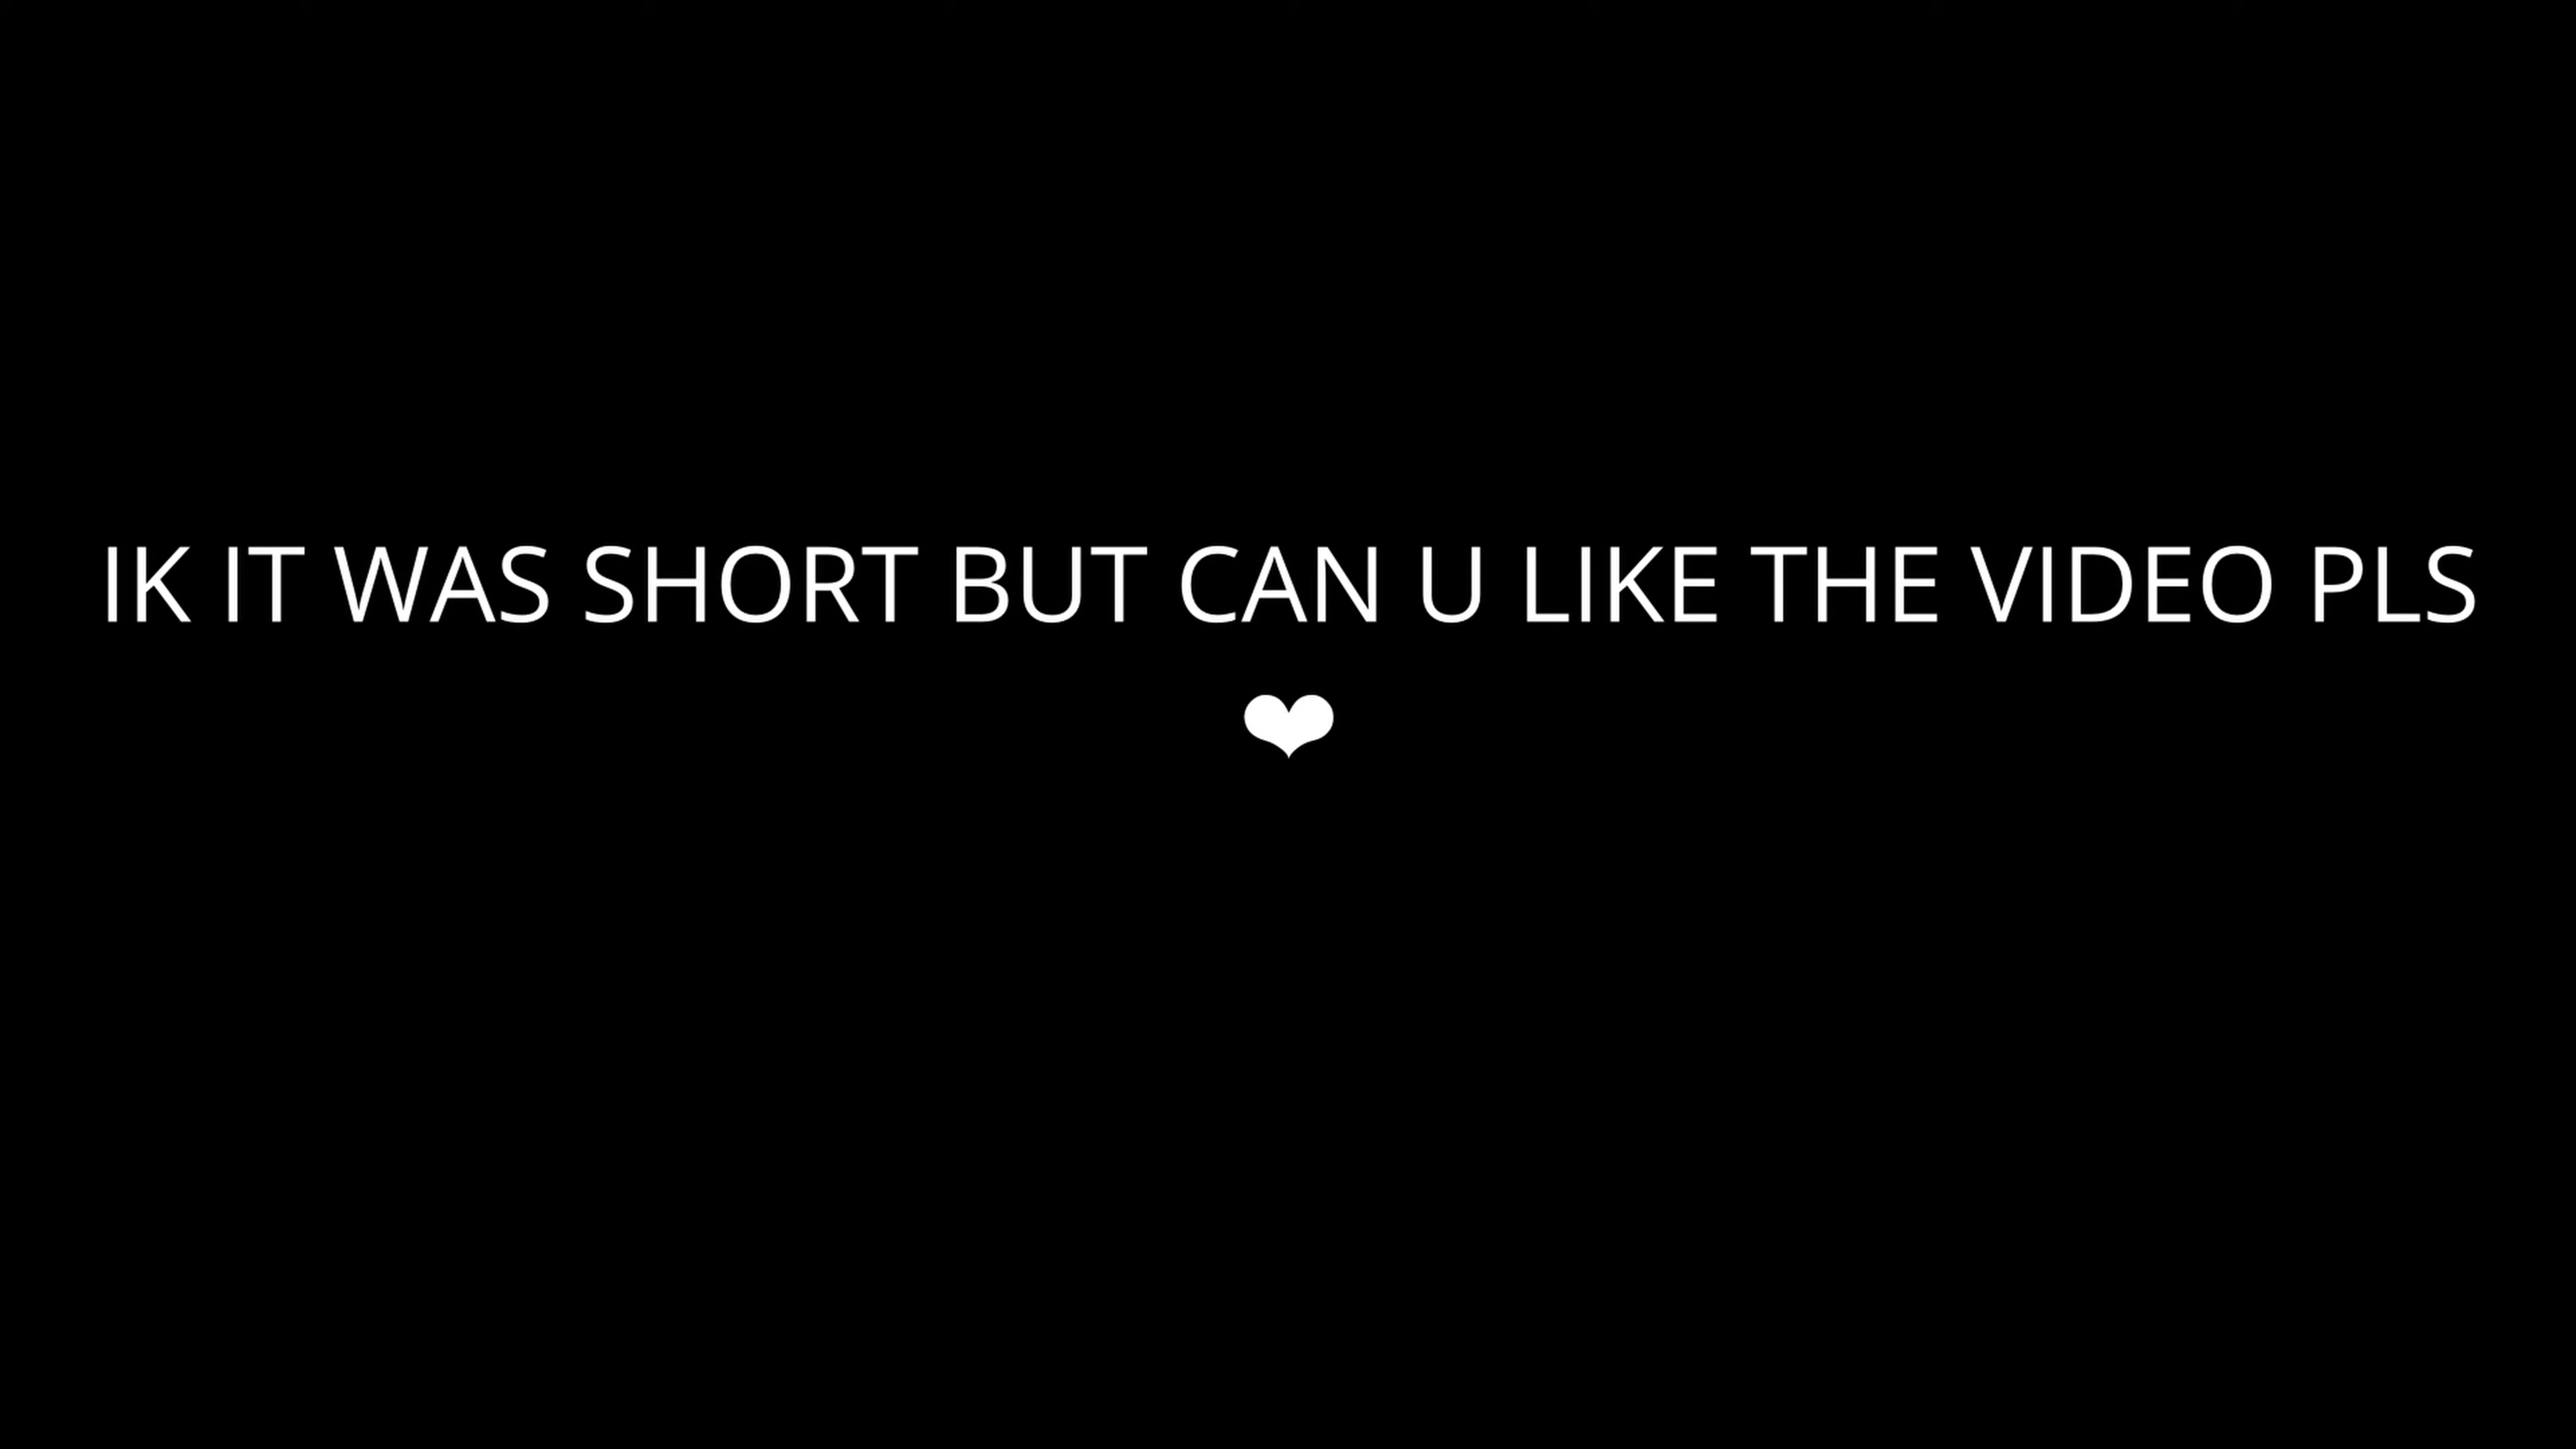 IK IT WAS SHORT BUT CAN U LIKE THE VIDEO PLS
❤